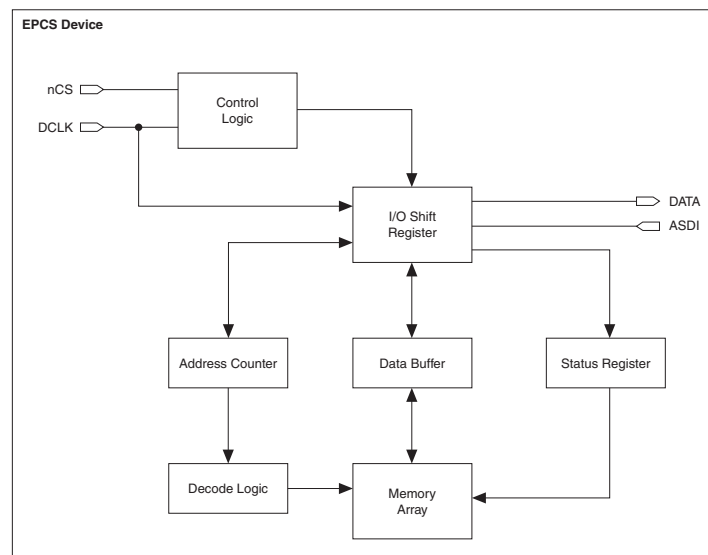 EPCS Device
nCS
Control
Logic
DCLK
DATA
I/O Shift
Register
ASDI
Address Counter
Data Buffer
Status Register
Decode Logic
Memory
Array